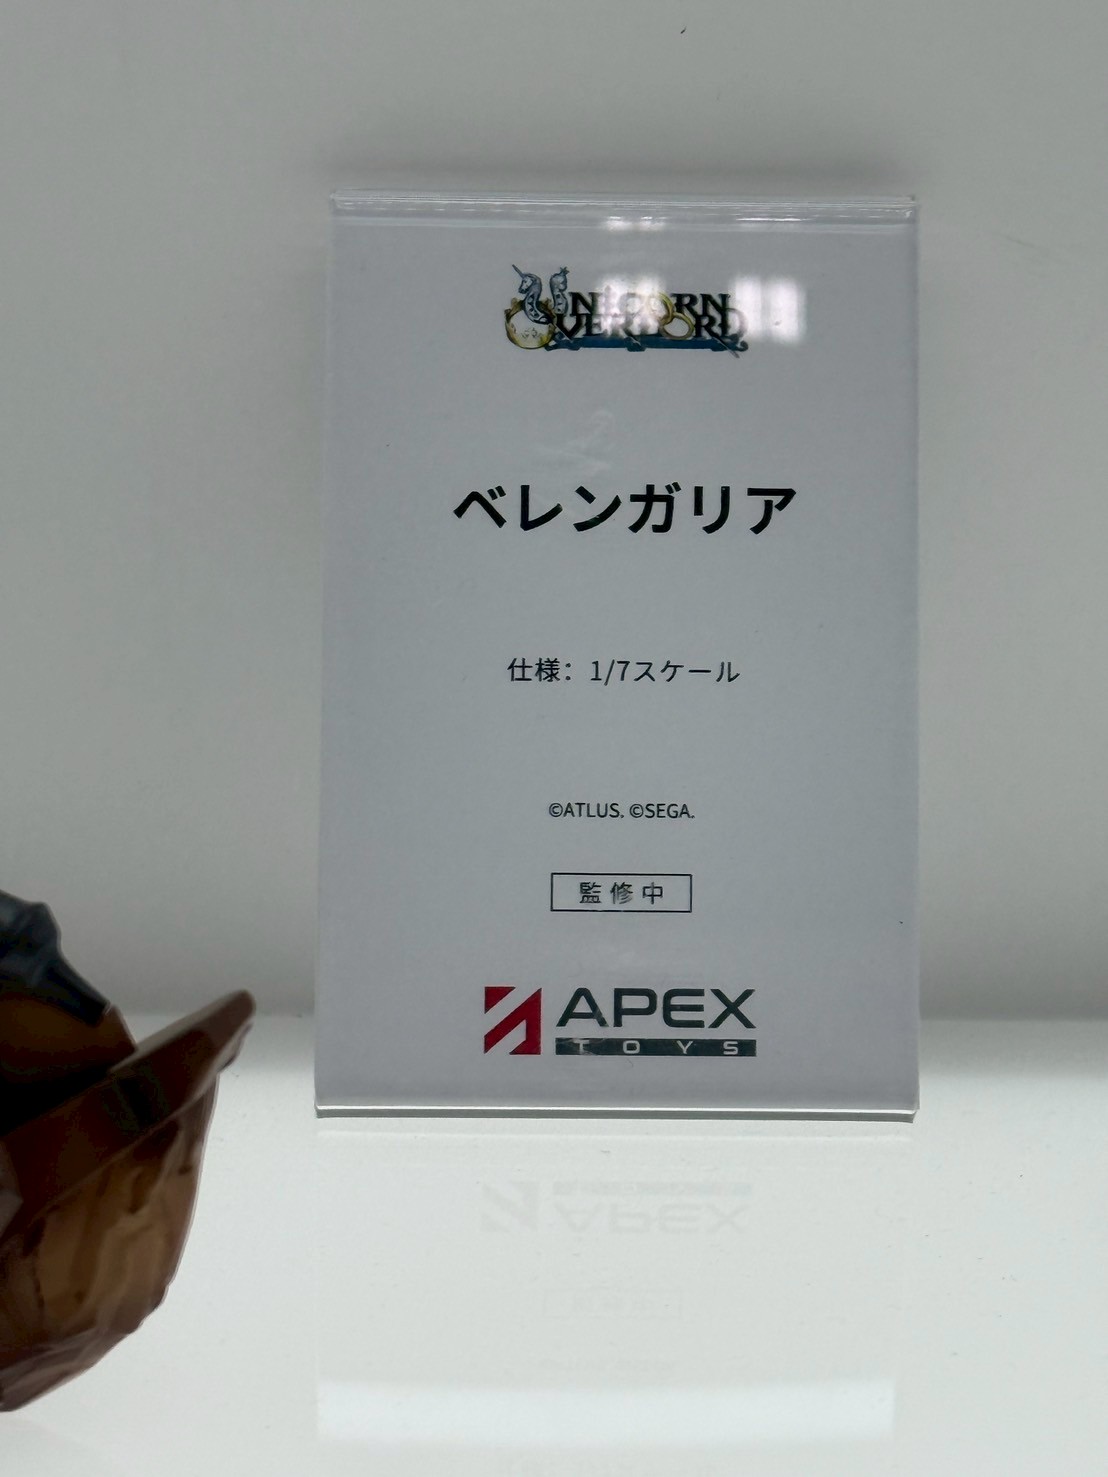 UNICORN
OVERLORD
ベレンガリア
仕様：1/7スケール
©ATLUS. ©SEGA.
監修中
APEX
TOYS